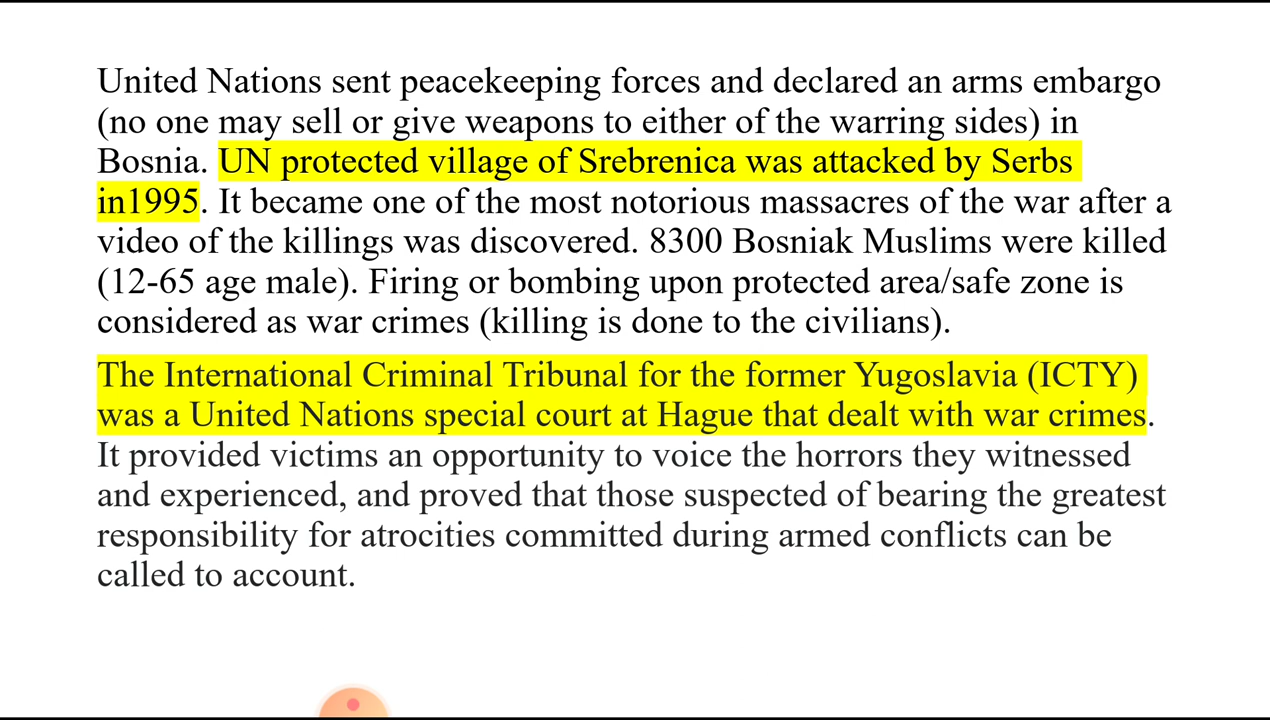 United Nations sent peacekeeping forces and declared an arms embargo
(no one may sell or give weapons to either of the warring sides) in
Bosnia. UN protected village of Srebrenica was attacked by Serbs
in1995. It became one of the most notorious massacres of the war after a
video of the killings was discovered. 8300 Bosniak Muslims were killed
(12-65 age male). Firing or bombing upon protected area/safe zone is
considered as war crimes (killing is done to the civilians).
The International Criminal Tribunal for the former Yugoslavia (ICTY)
was a United Nations special court at Hague that dealt with war crimes.
It provided victims an opportunity to voice the horrors they witnessed
and experienced, and proved that those suspected of bearing the greatest
responsibility for atrocities committed during armed conflicts can be
called to account.